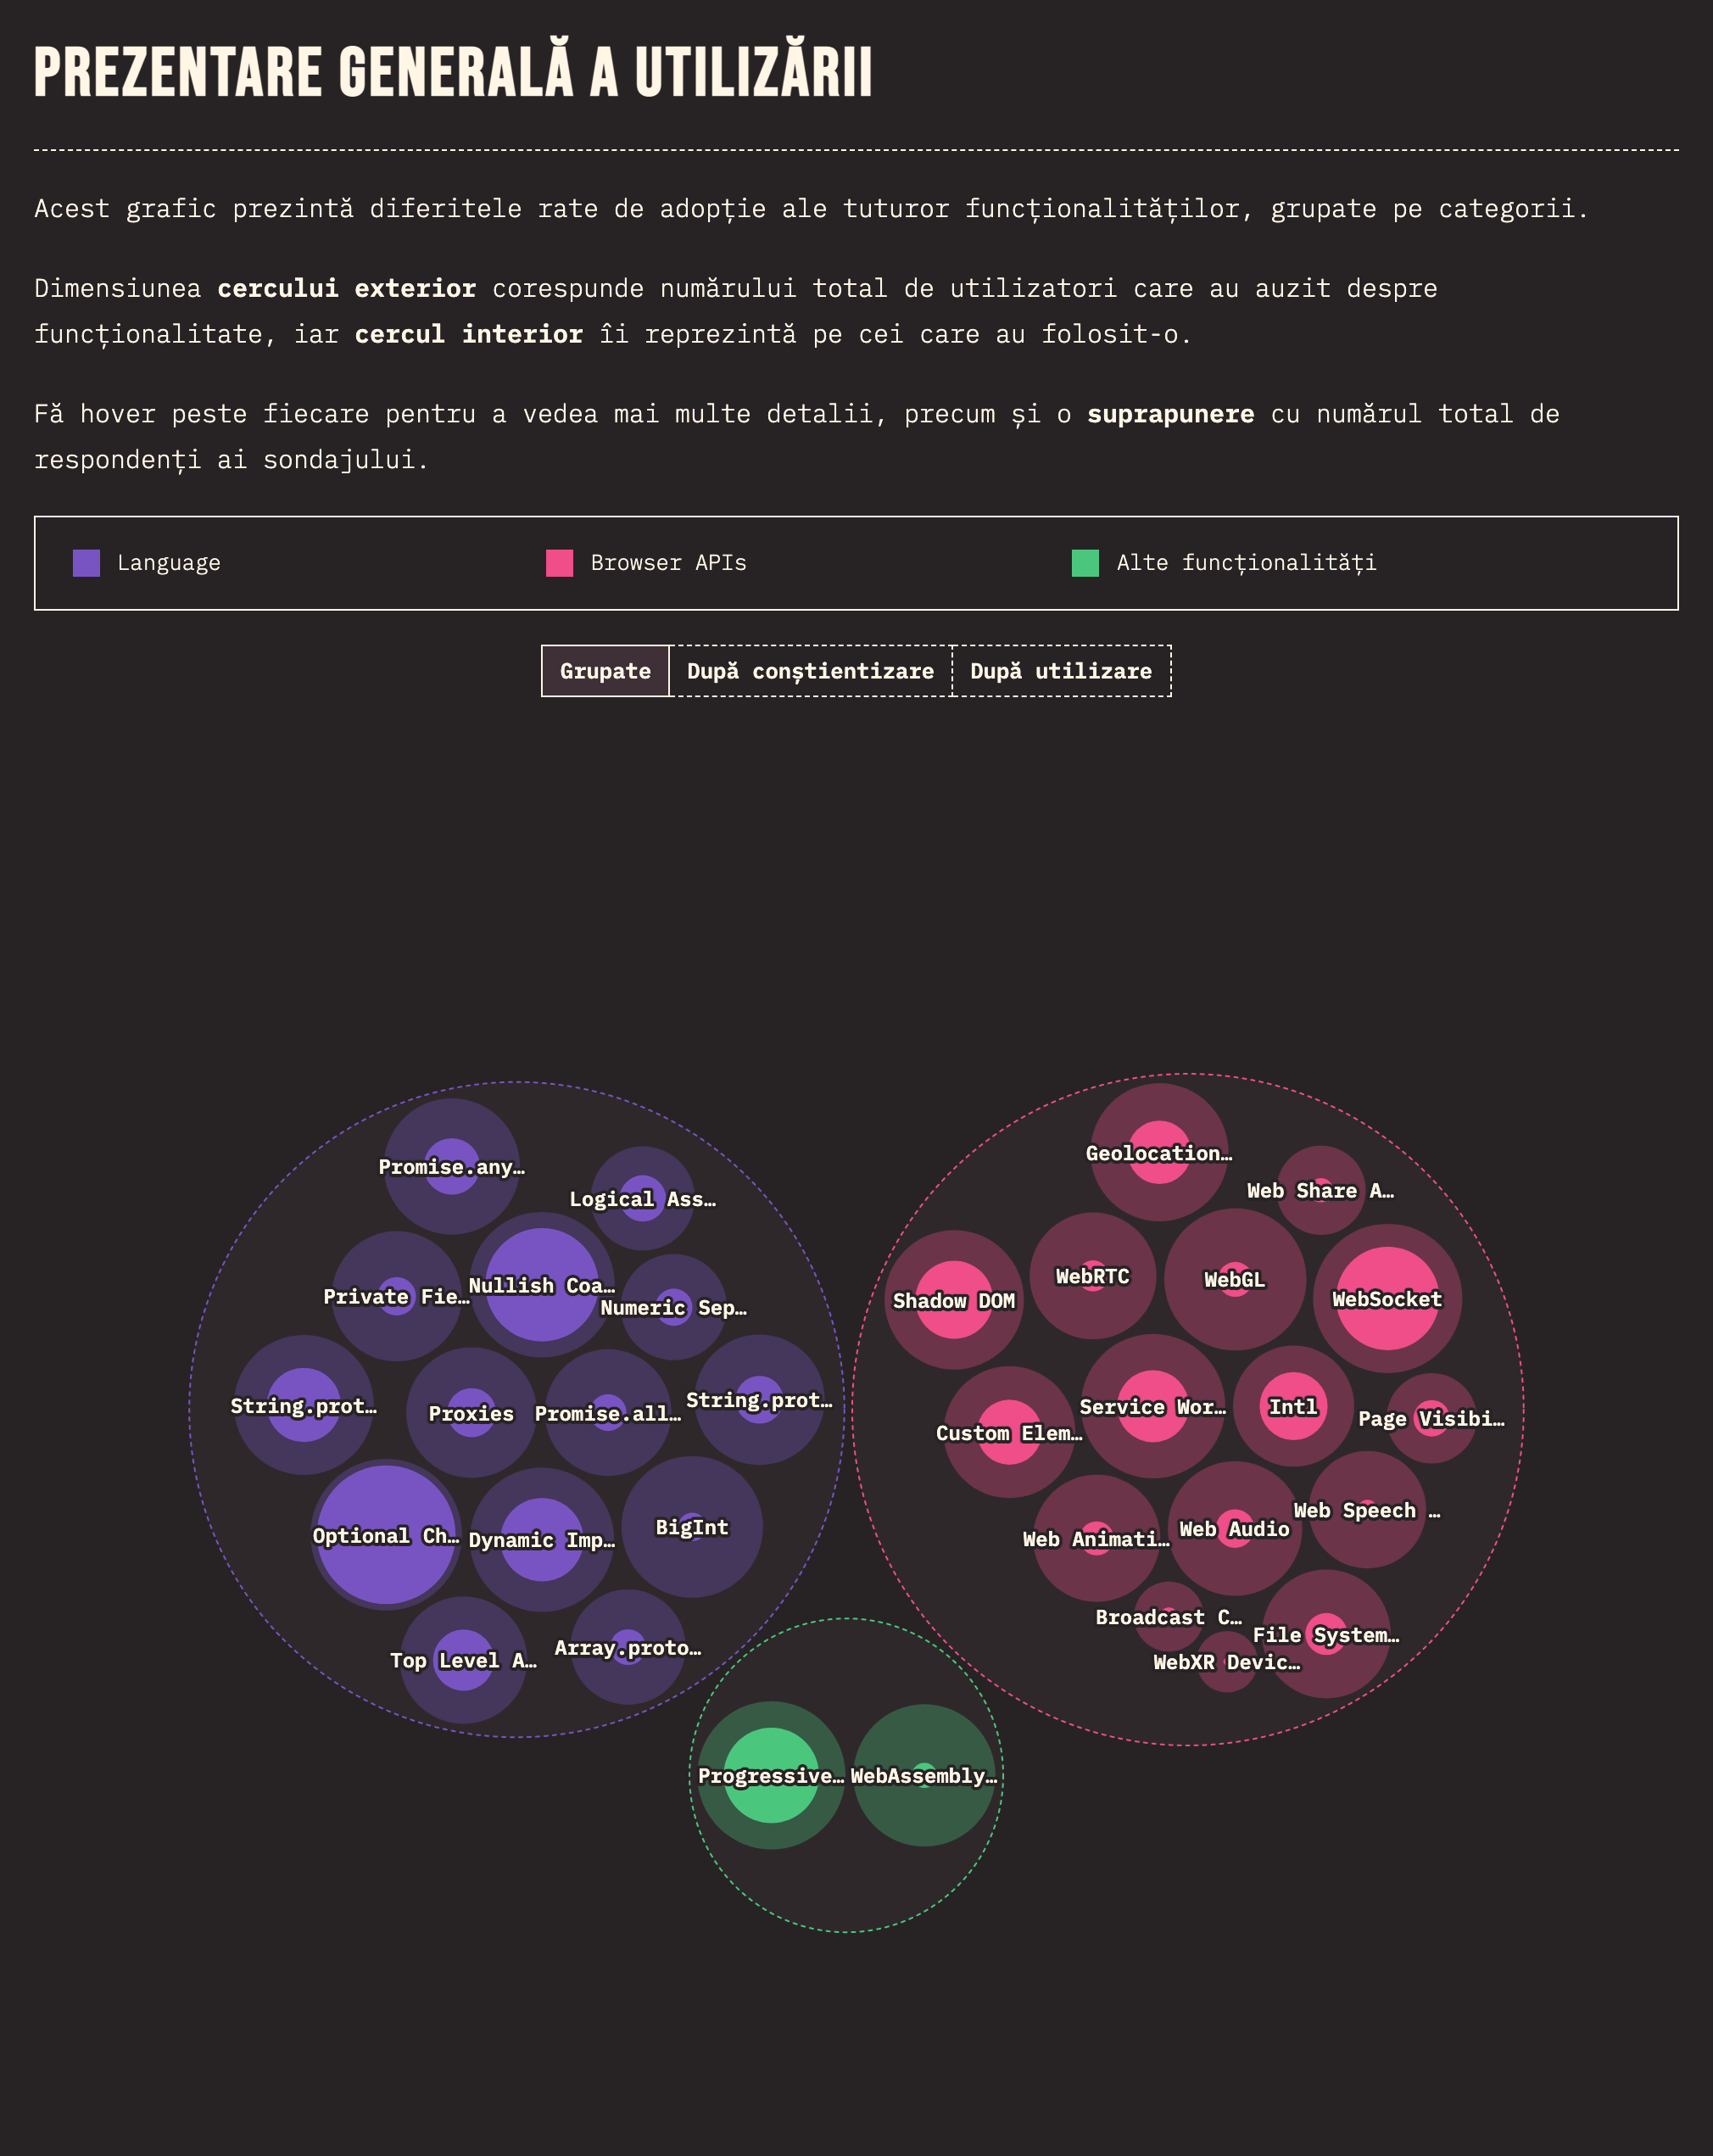 PREZENTARE GENERALĂ A UTILIZĂRII
Acest grafic prezintă diferitele rate de adopție ale tuturor funcționalităților, grupate pe categorii.
Dimensiunea cercului exterior corespunde numărului total de utilizatori care au auzit despre
funcționalitate, iar cercul interior îi reprezintă pe cei care au folosit-o.
Fă hover peste fiecare pentru a vedea mai multe detalii, precum și o suprapunere cu numărul total de
respondenți ai sondajului.
Language
Browser APIs
Alte funcționalități
Grupate
După conștientizare
După utilizare
Promise.any…
Logical Ass…
Private Fie…
Nullish Coa…
Numeric Sep…
String.prot…
Proxies
Promise.all…
String.prot…
Optional Ch…
Dynamic Imp…
BigInt
Top Level A…
Array.proto…
Geolocation…
Web Share A…
Shadow DOM
WebRTC
WebGL
WebSocket
Custom Elem…
Service Wor…
Intl
Page Visibi…
Web Animati…
Web Audio
Web Speech …
Broadcast C…
File System…
WebXR Devic…
Progressive…
WebAssembly…